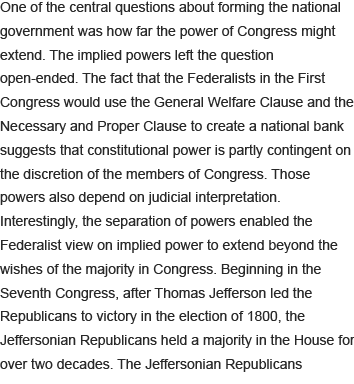 One of the central questions about forming the national
government was how far the power of Congress might
extend. The implied powers left the question
open-ended. The fact that the Federalists in the First
Congress would use the General Welfare Clause and the
Necessary and Proper Clause to create a national bank
suggests that constitutional power is partly contingent on
the discretion of the members of Congress. Those
powers also depend on judicial interpretation.
Interestingly, the separation of powers enabled the
Federalist view on implied power to extend beyond the
wishes of the majority in Congress. Beginning in the
Seventh Congress, after Thomas Jefferson led the
Republicans to victory in the election of 1800, the
Jeffersonian Republicans held a majority in the House for
over two decades. The Jeffersonian Republicans